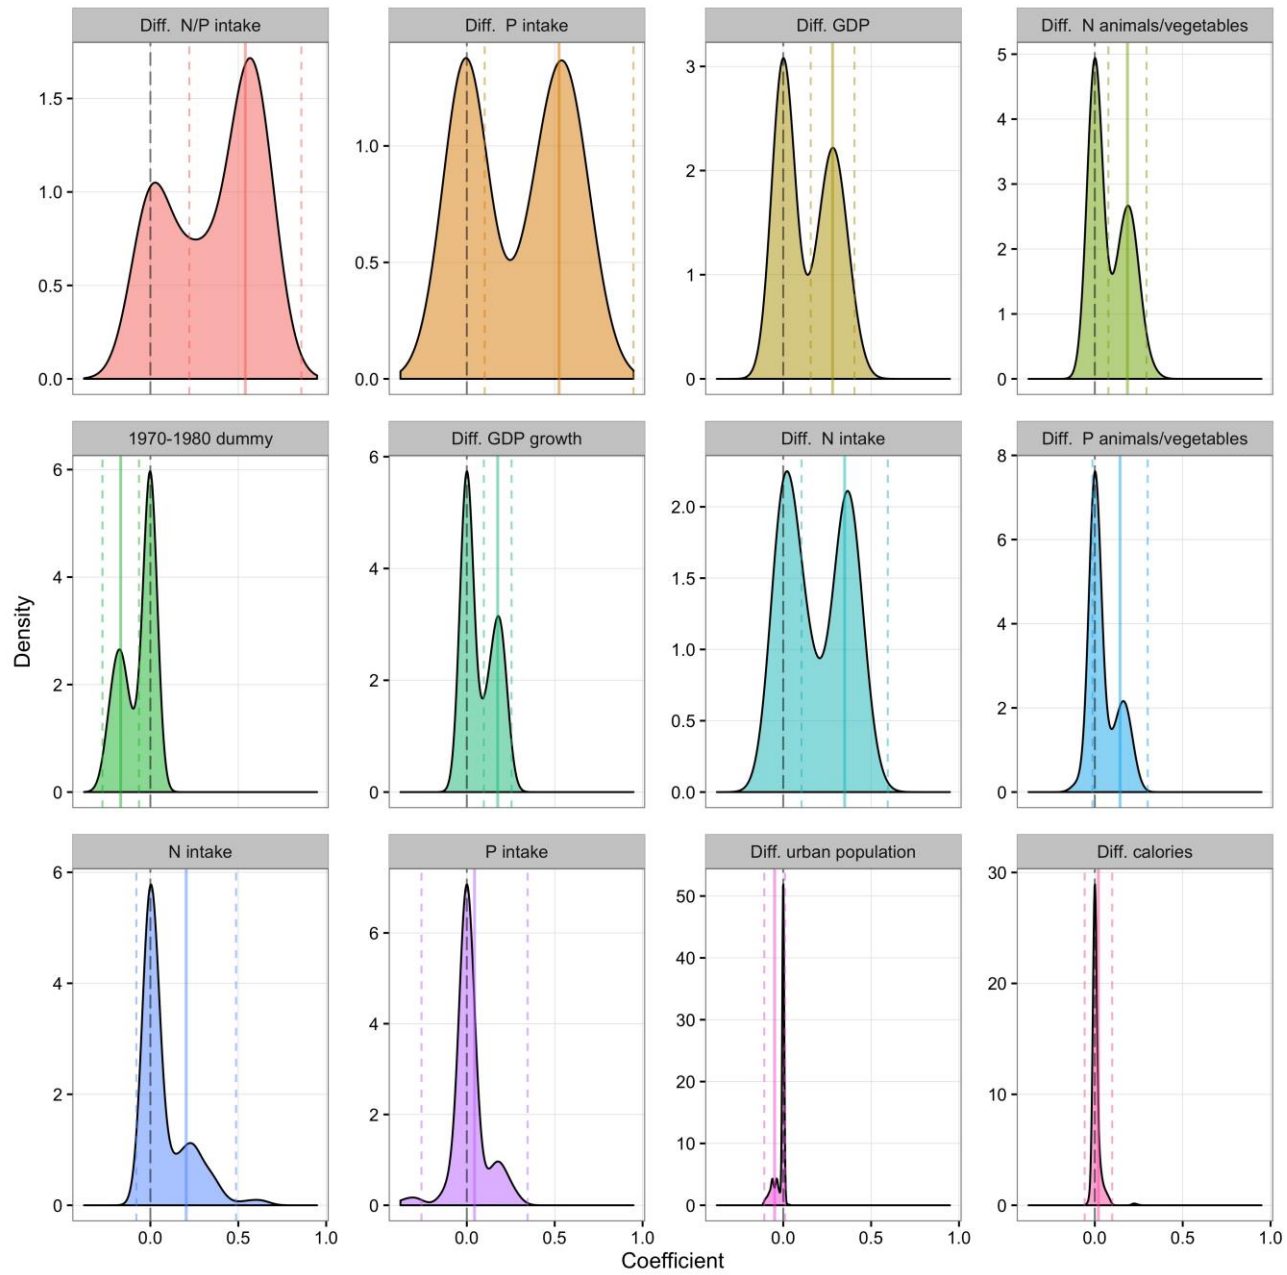 Diff.  N/P intake
Diff.  P intake
Diff. GDP
Diff.  N animals/vegetables
1.5
1.0
0.5
0.0
1.0
0.5
0.0
3
2
1
0
5
4
3
2
1
0
1970-1980 dummy
Diff. GDP growth
Diff.  N intake
Diff.  P animals/vegetables
6
4
2
0
6
4
2
0
2.0
1.5
1.0
0.5
0.0
8
6
4
2
0
Density
N intake
P intake
Diff. urban population
Diff. calories
6
4
2
0
6
4
2
0
50
40
30
20
10
0
30
20
10
0
0.0 0.5 1.0
0.0 0.5 1.0
0.0 0.5 1.0
0.0 0.5 1.0
Coefficient